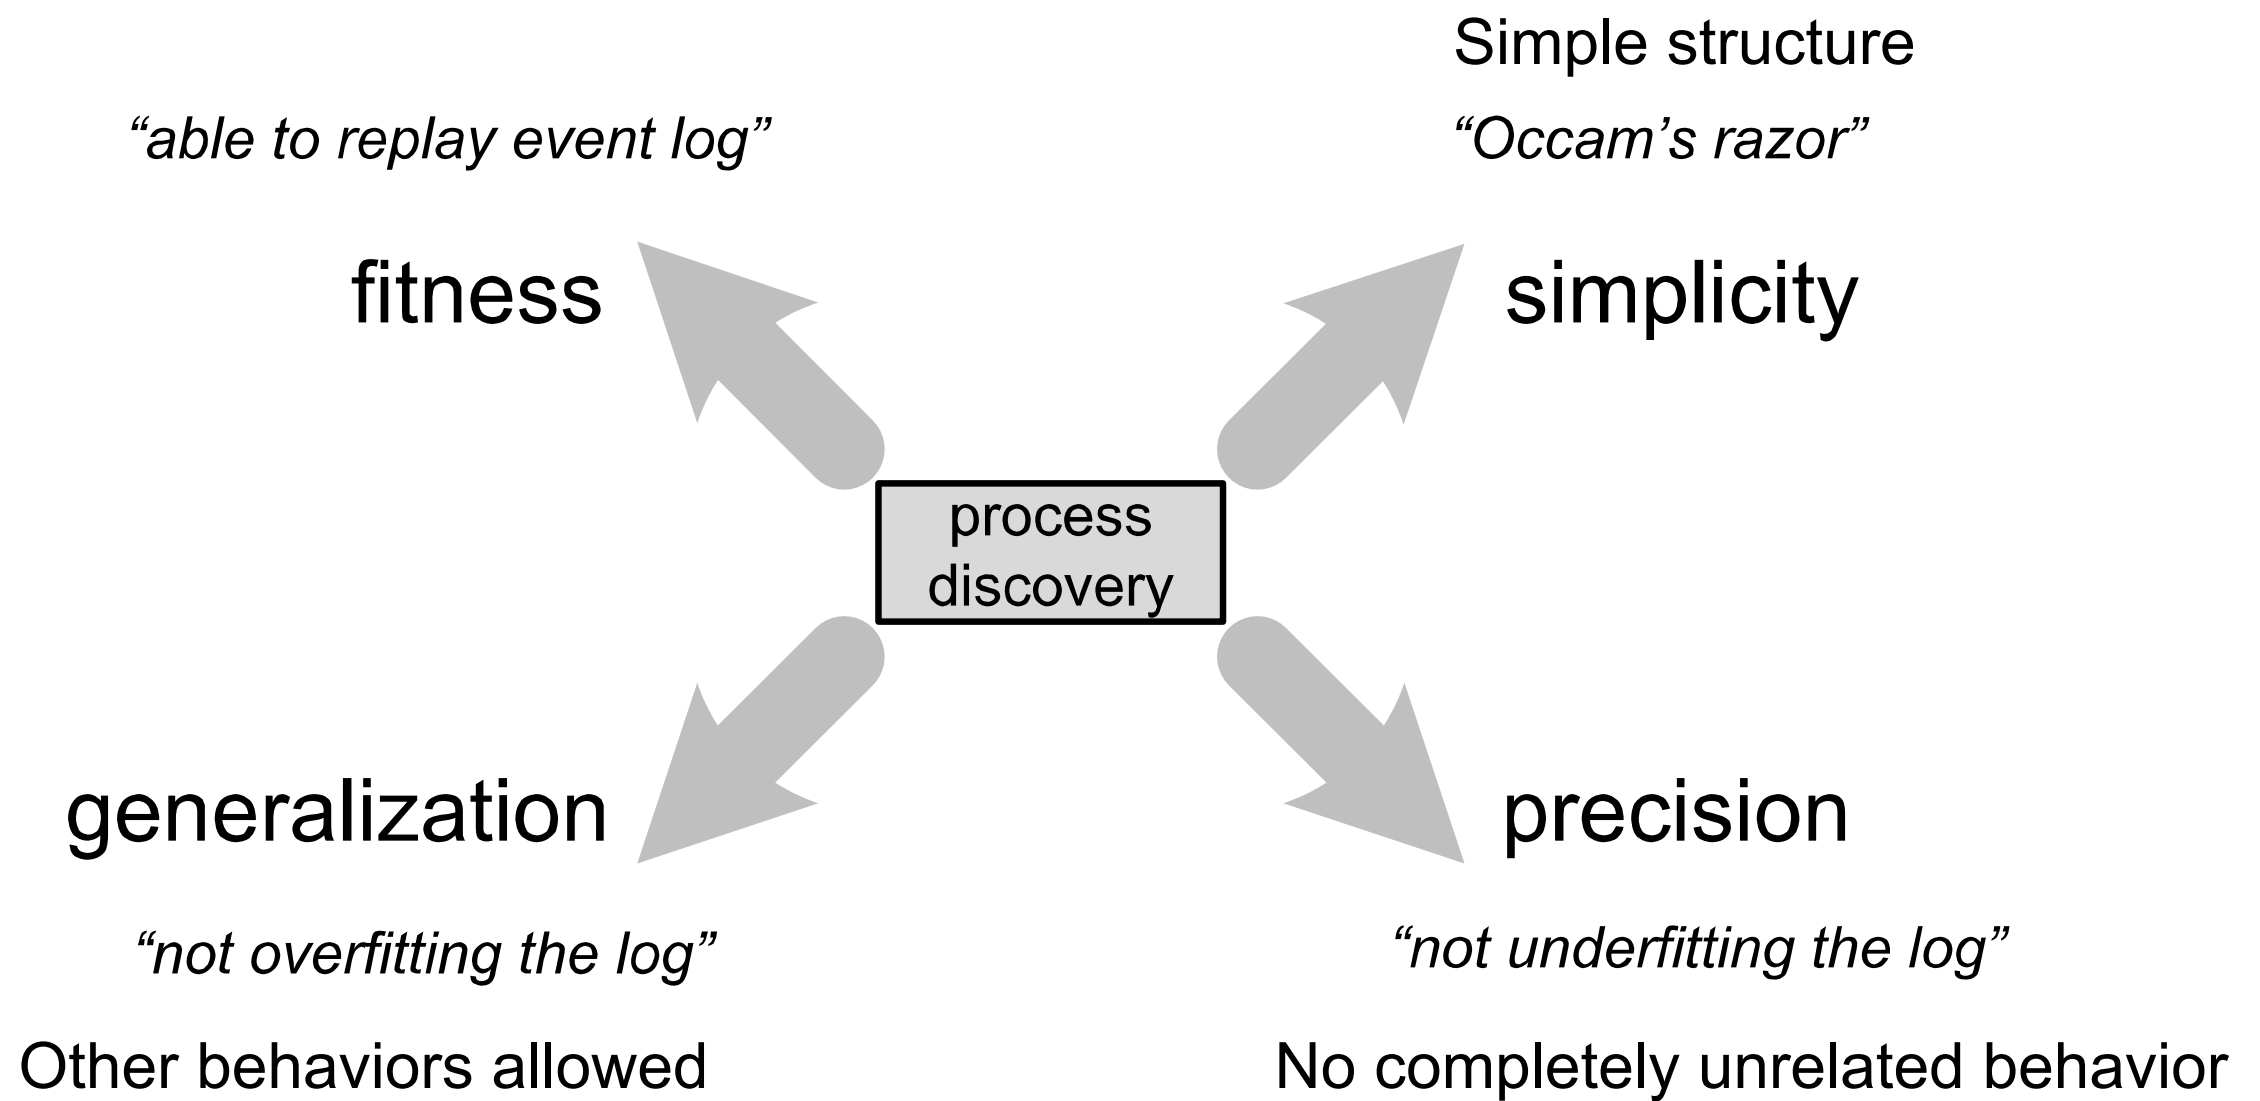 Simple structure
“able to replay event log”
“Occam’s razor”
fitness
simplicity
process
discovery
generalization
precision
“not overfitting the log”
“not underfitting the log”
Other behaviors allowed
No completely unrelated behavior